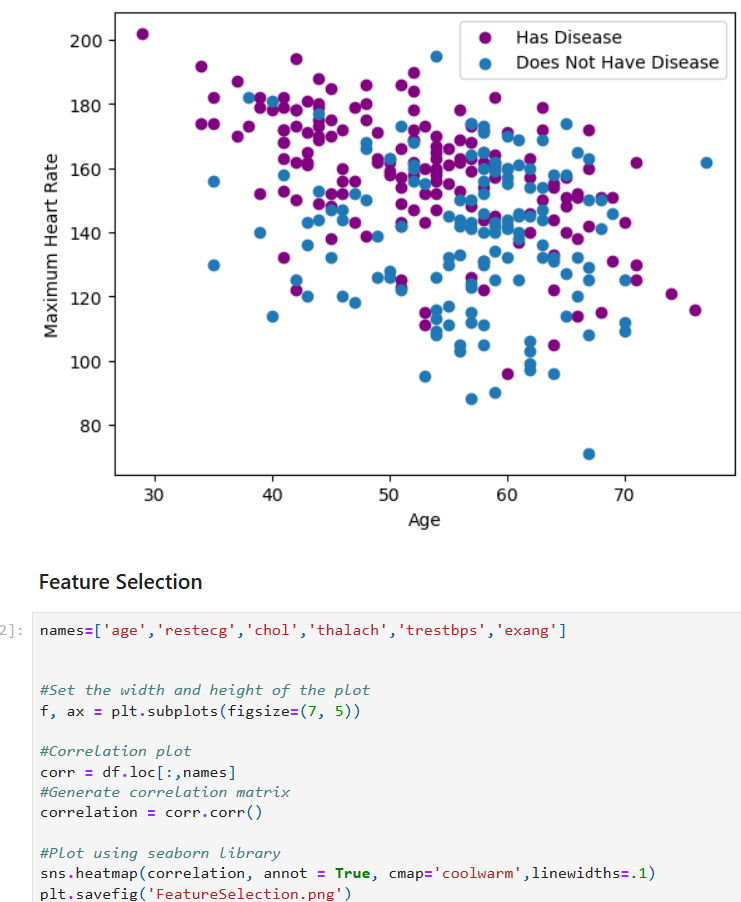 200
180
160
140
120
100
80
Maximum Heart Rate
Has Disease
Does Not Have Disease
30 40 50 60 70
Age
Feature Selection
2]:
names=['age','restecg','chol','thalach','trestbps','exang']
#Set the width and height of the plot
f, ax = plt.subplots(figsize=(7, 5))
#Correlation plot
corr = df.loc[:,names]
#Generate correlation matrix
correlation = corr.corr()
#Plot using seaborn library
sns.heatmap(correlation, annot = True, cmap='coolwarm',linewidths=.1)
plt.savefig('FeatureSelection.png')